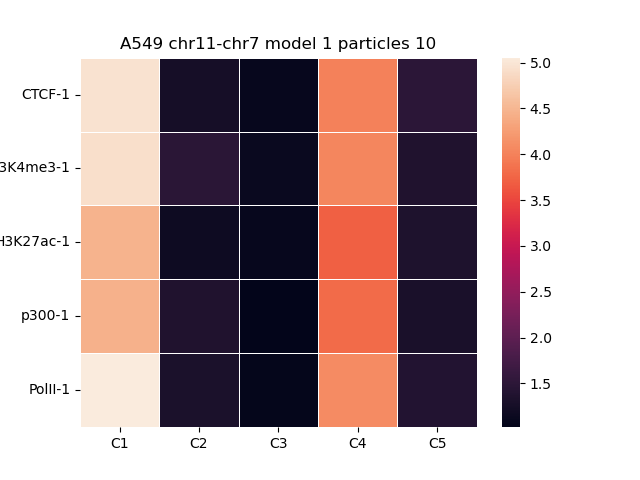 A549 chr11-chr7 model 1 particles 10
CTCF-1
3K4me3-1
H3K27ac-1
p300-1
PolII-1
C1 C2 C3 C4 C5
5.0
4.5
4.0
3.5
3.0
2.5
2.0
1.5